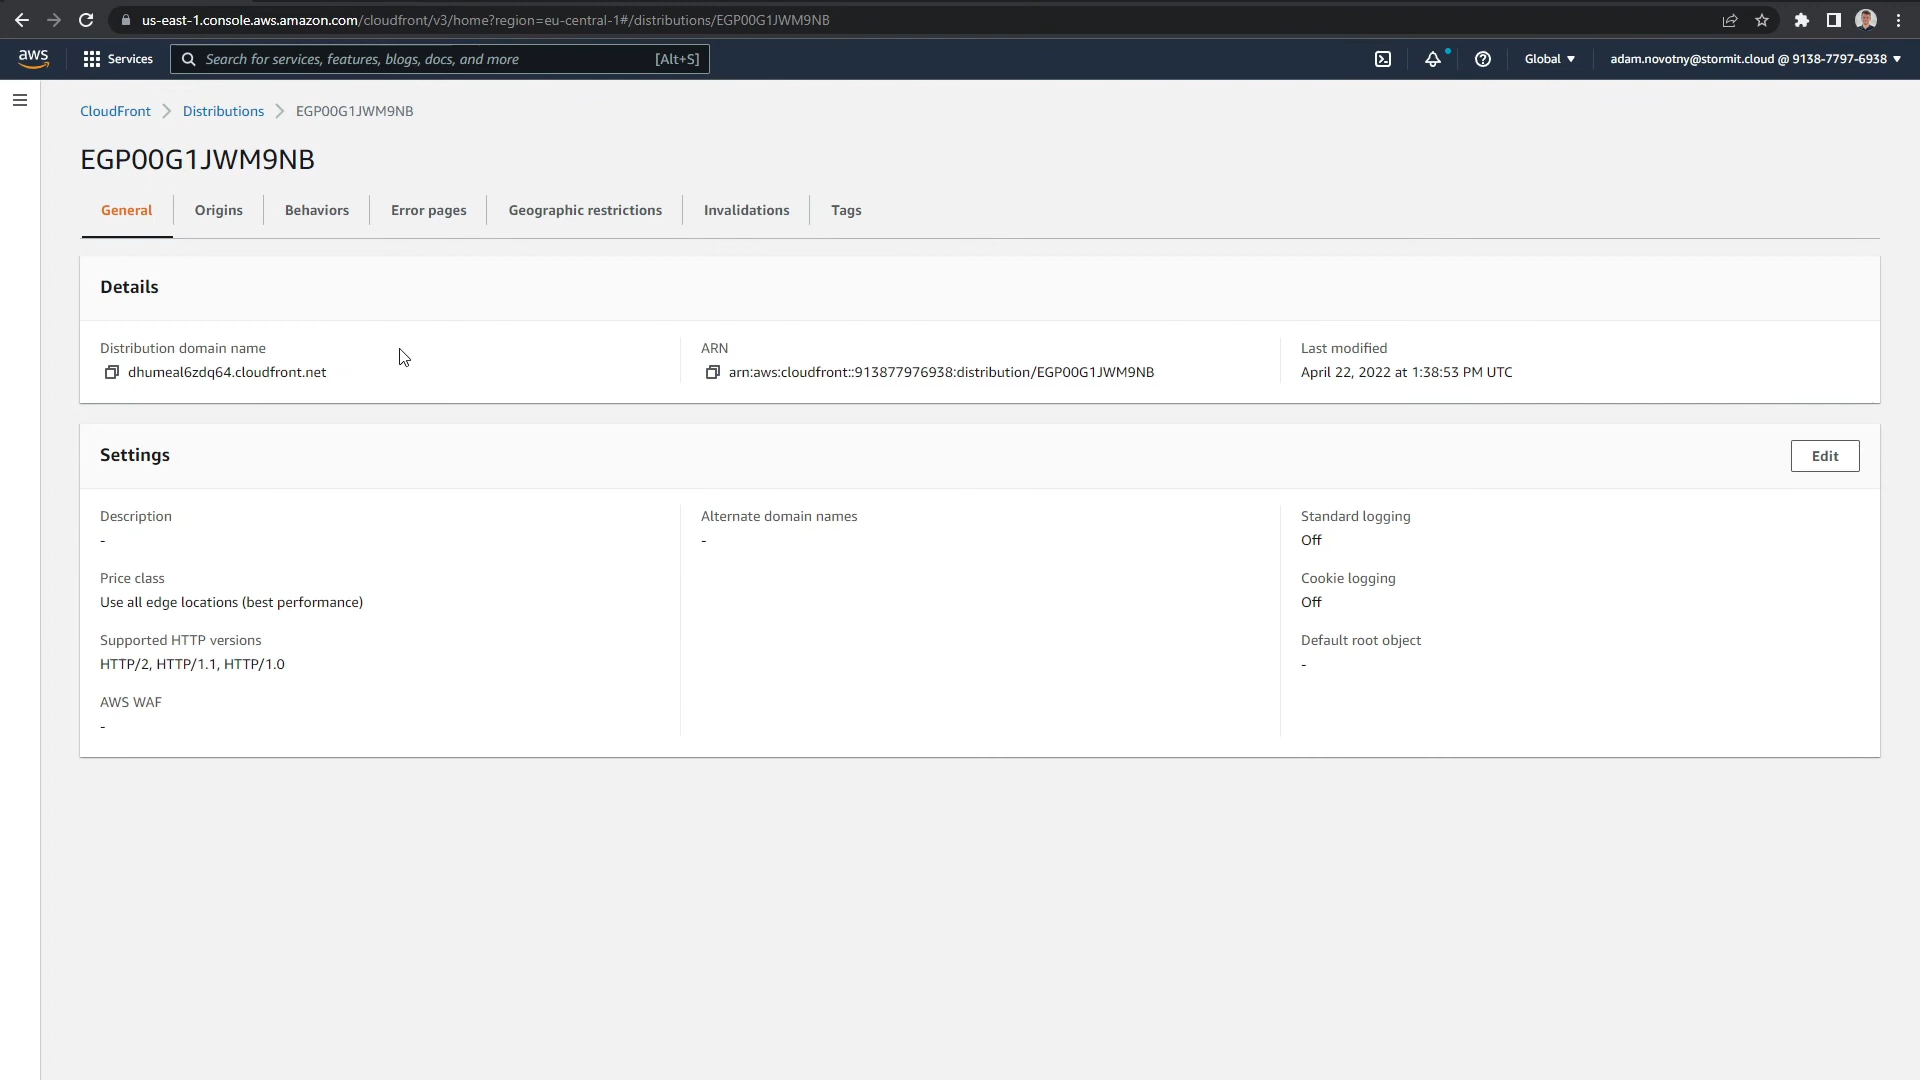 us-east-1.console.aws.amazon.com/cloudfront/v3/home?region=eu-central-1#/distributions/EGP00G1JWM9NB
aws Services Search for services, features, blogs, docs, and more [Alt+S] Global adam.novotny@stormit.cloud @ 9138-7797-6938
CloudFront Distributions EGP00G1JWM9NB
EGP00G1JWM9NB
General Origins Behaviors Error pages Geographic restrictions Invalidations Tags
Details
Distribution domain name ARN Last modified
dhumeal6zdq64.cloudfront.net arn:aws:cloudfront::913877976938:distribution/EGP00G1JWM9NB April 22, 2022 at 1:38:53 PM UTC
Settings Edit
Description Alternate domain names Standard logging
- - Off
Price class Cookie logging
Use all edge locations (best performance) Off
Supported HTTP versions Default root object
HTTP/2, HTTP/1.1, HTTP/1.0 -
AWS WAF
-